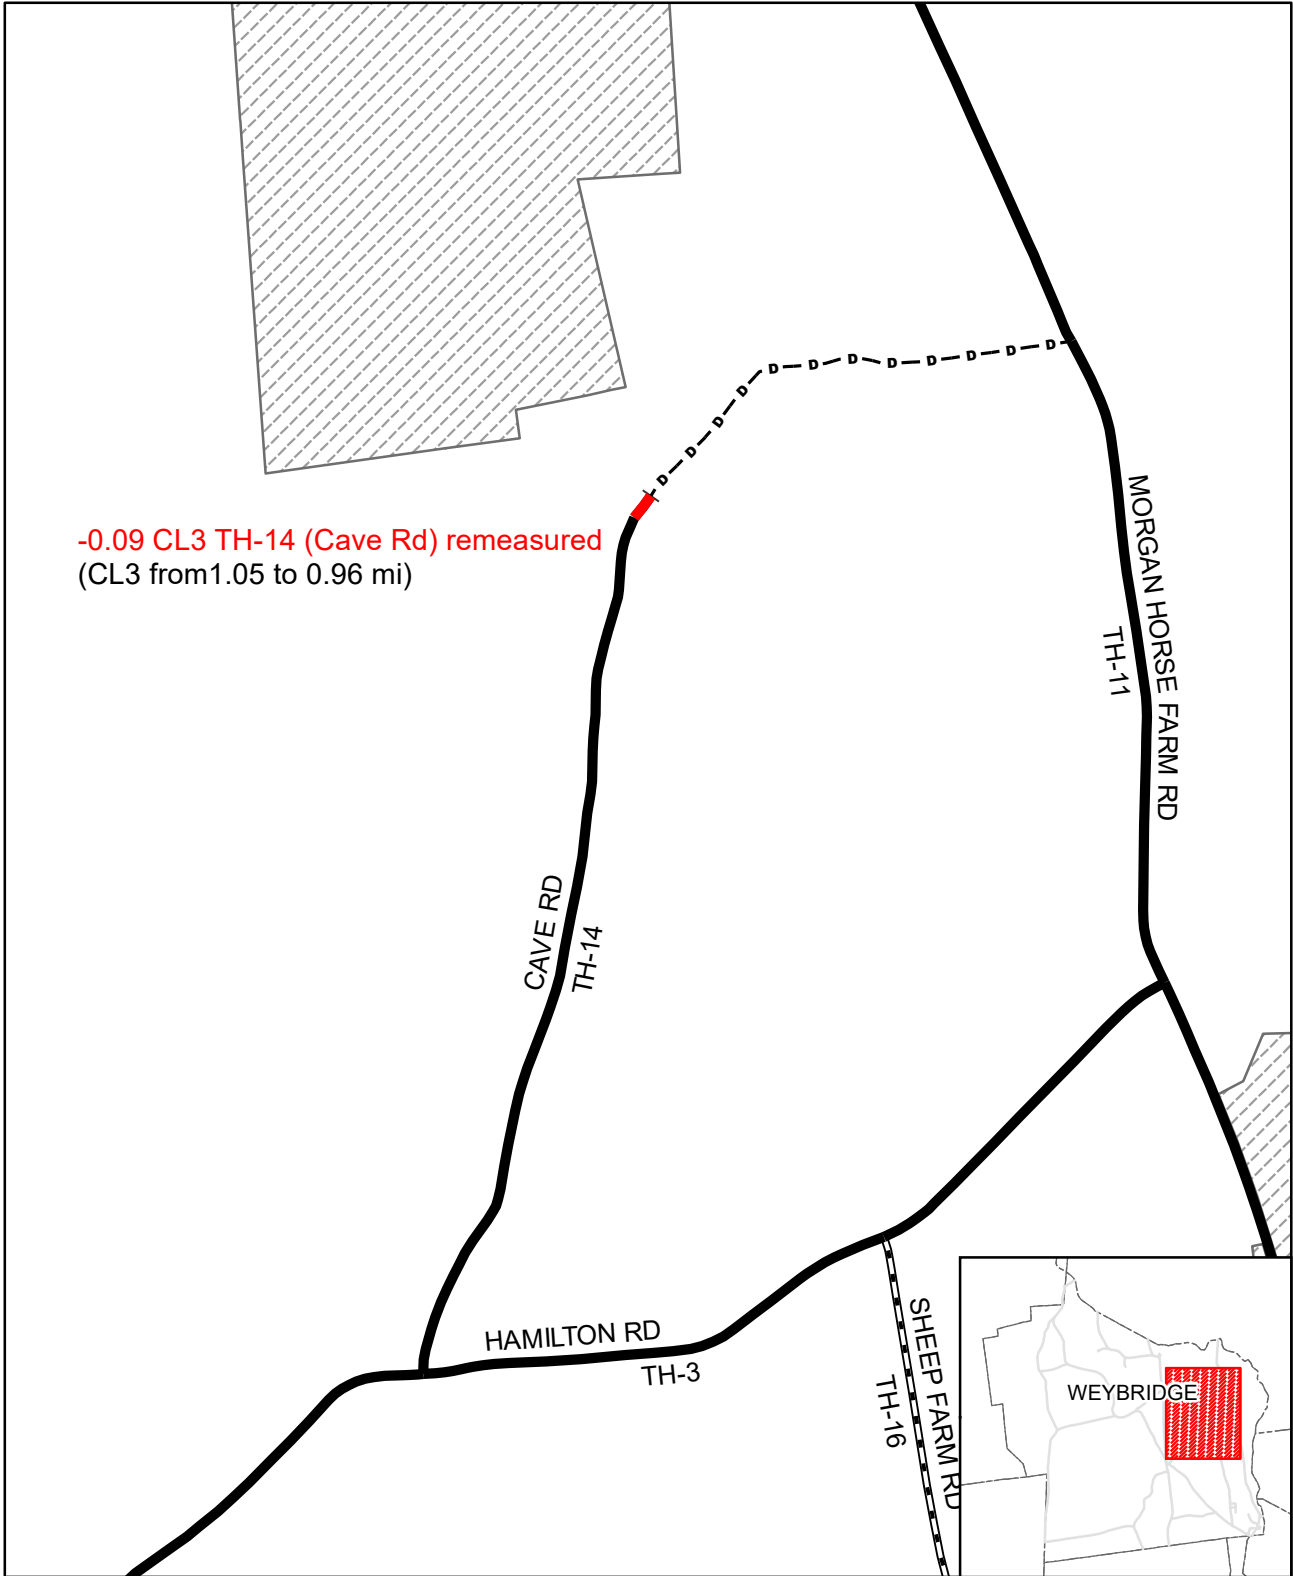 D D D D D D D D D D D D
-0.09 CL3 TH-14 (Cave Rd) remeasured
(CL3 from1.05 to 0.96 mi)
MORGAN HORSE FARM RD
TH-11
CAVE RD
TH-14
HAMILTON RD
TH-3
SHEEP FARM RD
TH-16
WEYBRIDGE